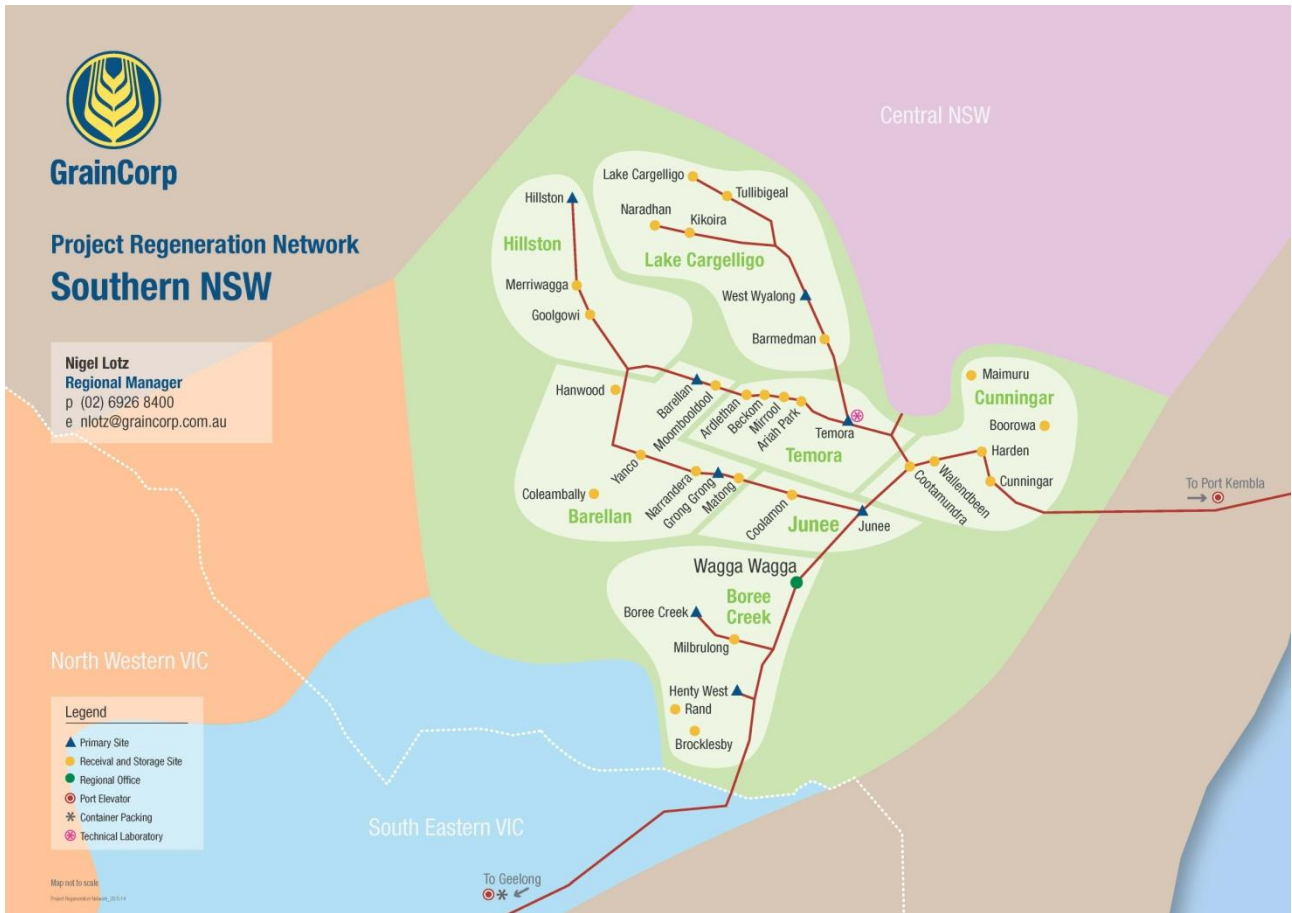 GrainCorp
Project Regeneration Network
Southern NSW
Nigel Lotz
Regional Manager
p (02) 6926 8400
e nlotz@graincorp.com.au
Central NSW
Lake Cargelligo
Tullibigeal
Hillston
Naradhan
Kikoira
Hillston
Lake Cargelligo
Merriwagga
West Wyalong
Goolgowi
Barmedman
Maimuru
Cunningar
Hanwood
Barellan
Moombooldool
Ardlethan
Beckom
Mirrool
Ariah Park
Temora
Temora
Boorowa
Harden
Cunningar
Wallendbeen
Cootamundra
To Port Kembla
Yanco
Coleambally
Narrandera
Grong Grong
Matong
Barellan
Coolamon
Junee
Junee
Wagga Wagga
Boree
Creek
Boree Creek
Milbrulong
Henty West
Rand
Brocklesby
North Western VIC
South Eastern VIC
To Geelong
Legend
Primary Site
Receival and Storage Site
Regional Office
Port Elevator
Container Packing
Technical Laboratory
Map not to scale